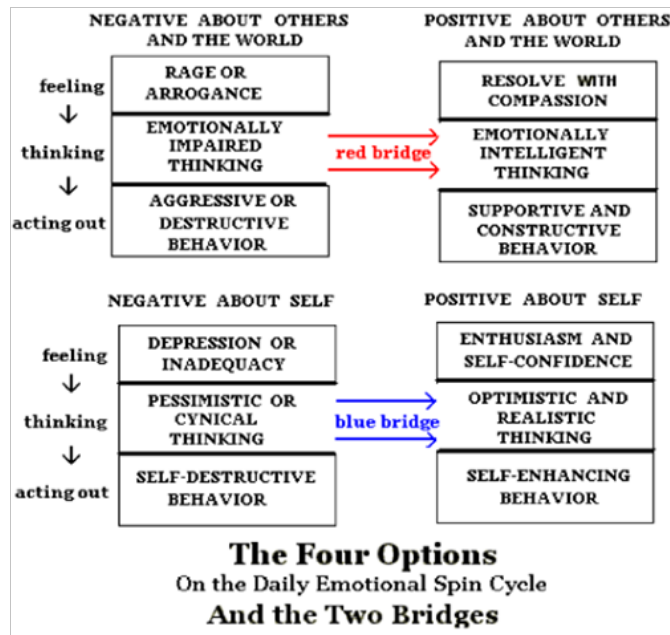 NEGATIVE ABOUT OTHERS
AND THE WORLD
POSITIVE ABOUT OTHERS
AND THE WORLD
feeling
RAGE OR
ARROGANCE
RESOLVE WITH
COMPASSION
thinking
EMOTIONALLY
IMPAIRED
THINKING
red bridge
EMOTIONALLY
INTELLIGENT
THINKING
acting out
AGGRESSIVE OR
DESTRUCTIVE
BEHAVIOR
SUPPORTIVE AND
CONSTRUCTIVE
BEHAVIOR
NEGATIVE ABOUT SELF
POSITIVE ABOUT SELF
feeling
DEPRESSION OR
INADEQUACY
ENTHUSIASM AND
SELF-CONFIDENCE
thinking
PESSIMISTIC OR
CYNICAL
THINKING
blue bridge
OPTIMISTIC AND
REALISTIC
THINKING
acting out
SELF-DESTRUCTIVE
BEHAVIOR
SELF-ENHANCING
BEHAVIOR
The Four Options
On the Daily Emotional Spin Cycle
And the Two Bridges